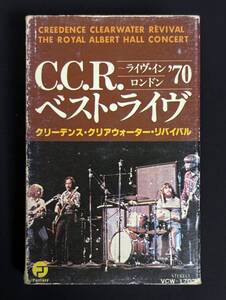 CREEDENCE CLEARWATER REVIVAL
THE ROYAL ALBERT HALL CONCERT
C.C.R.
ライヴ・イン
ロンドン
'70
ベスト・ライヴ
クリーデンス・クリアウォーター・リバイバル
Fantasy
STEREO